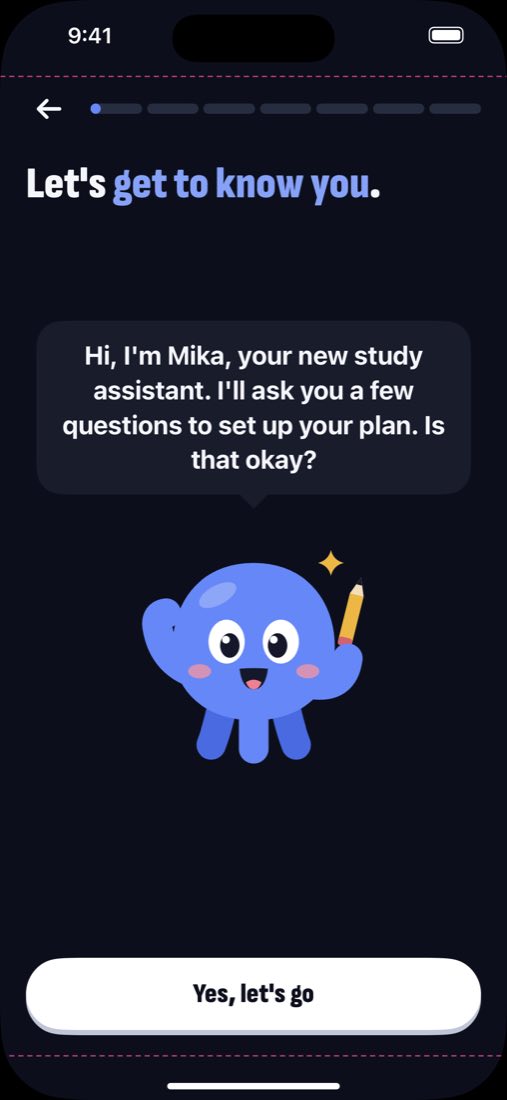 9:41
Let's get to know you.
Hi, I'm Mika, your new study
assistant. I'll ask you a few
questions to set up your plan. Is
that okay?
Yes, let's go